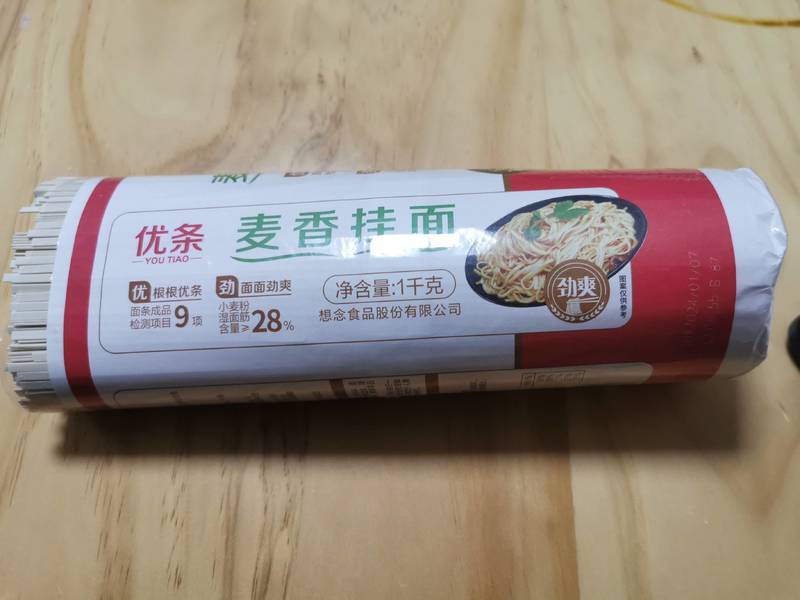 优条
YOU TIAO
麦香挂面
优 根根优条
面条成品
检测项目 9 项
劲 面面劲爽
小麦粉
湿面筋
含量≥ 28%
净含量:1千克
想念食品股份有限公司
劲爽
图案仅供参考
2024/01/07